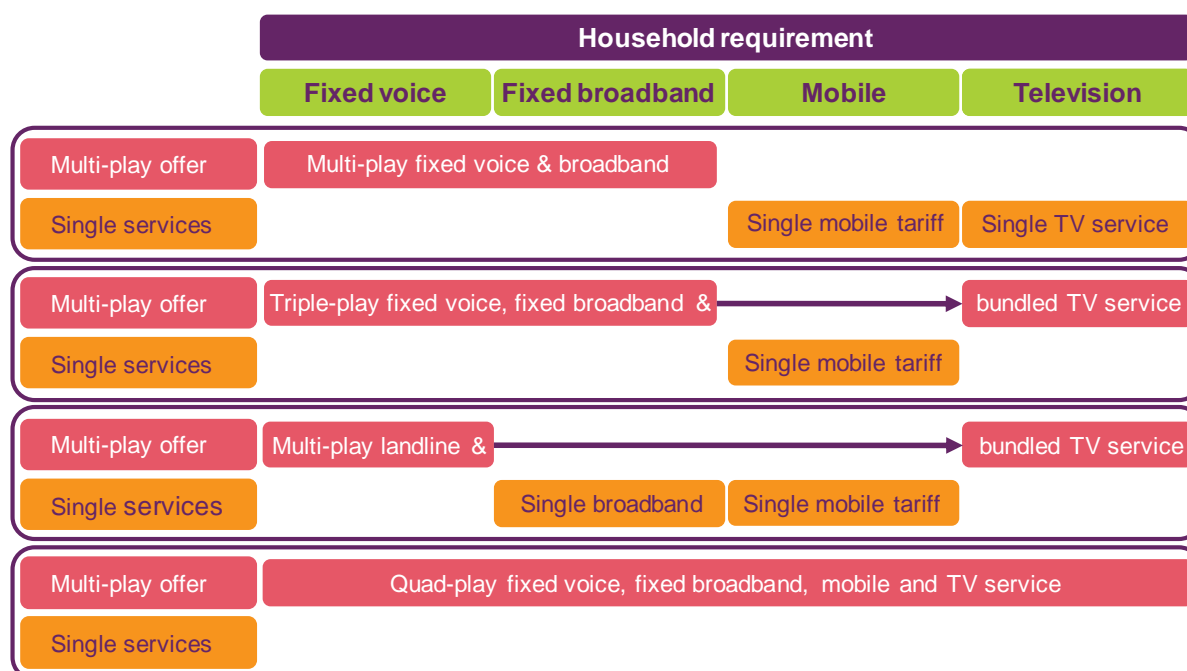 Household requirement
Fixed voice Fixed broadband Mobile Television
Multi-play offer Multi-play fixed voice & broadband
Single services Single mobile tariff Single TV service
Multi-play offer Triple-play fixed voice, fixed broadband & bundled TV service
Single services Single mobile tariff
Multi-play offer Multi-play landline & bundled TV service
Single services Single broadband Single mobile tariff
Multi-play offer Quad-play fixed voice, fixed broadband, mobile and TV service
Single services